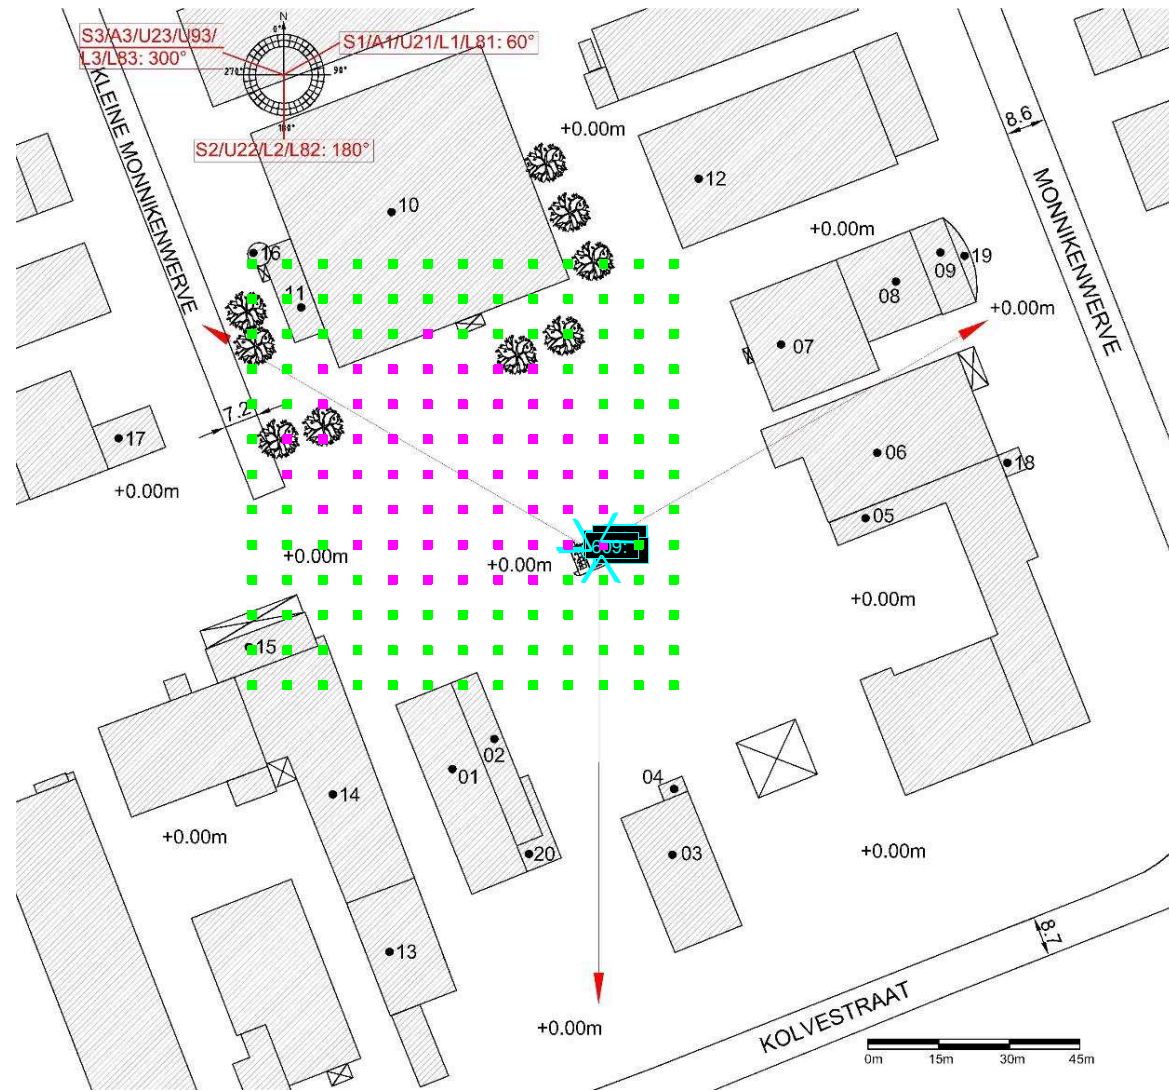 N
0°
S3/A3/U23/U93/
L3/L83: 300°
S1/A1/U21/L1/L81: 60°
270°
90°
180°
S2/U22/L2/L82: 180°
KLEINE MONNIKENWERVE
+0.00m
8.6
12
10
MONNIKENWERVE
+0.00m
16
09
19
08
11
+0.00m
07
7.2
17
06
18
+0.00m
05
609:
+0.00m
+0.00m
+0.00m
15
02
01
04
14
+0.00m
03
20
+0.00m
8.7
13
KOLVESTRAAT
+0.00m
0m
15m
30m
45m